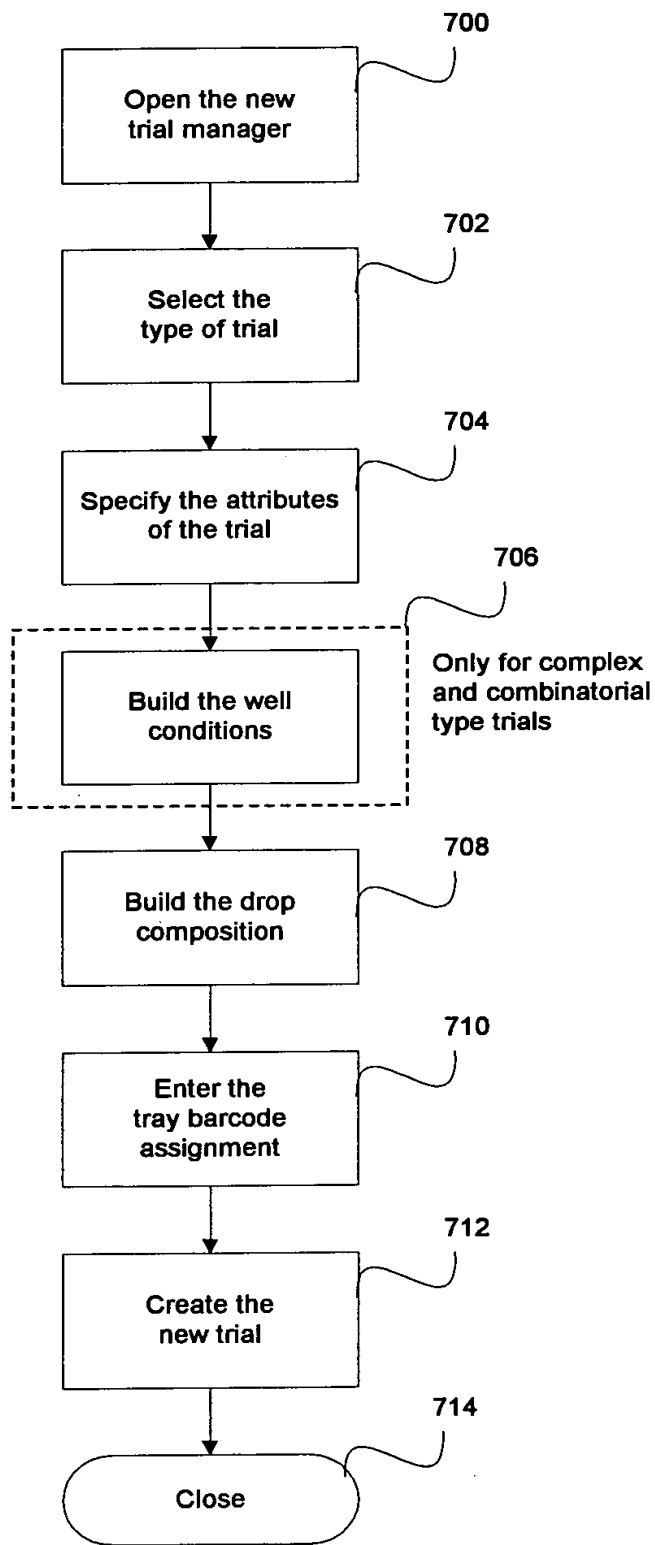 700
Open the new
trial manager
702
Select the
type of trial
704
Specify the attributes
of the trial
706
Only for complex
and combinatorial
type trials
Build the well
conditions
708
Build the drop
composition
710
Enter the
tray barcode
assignment
712
Create the
new trial
714
Close